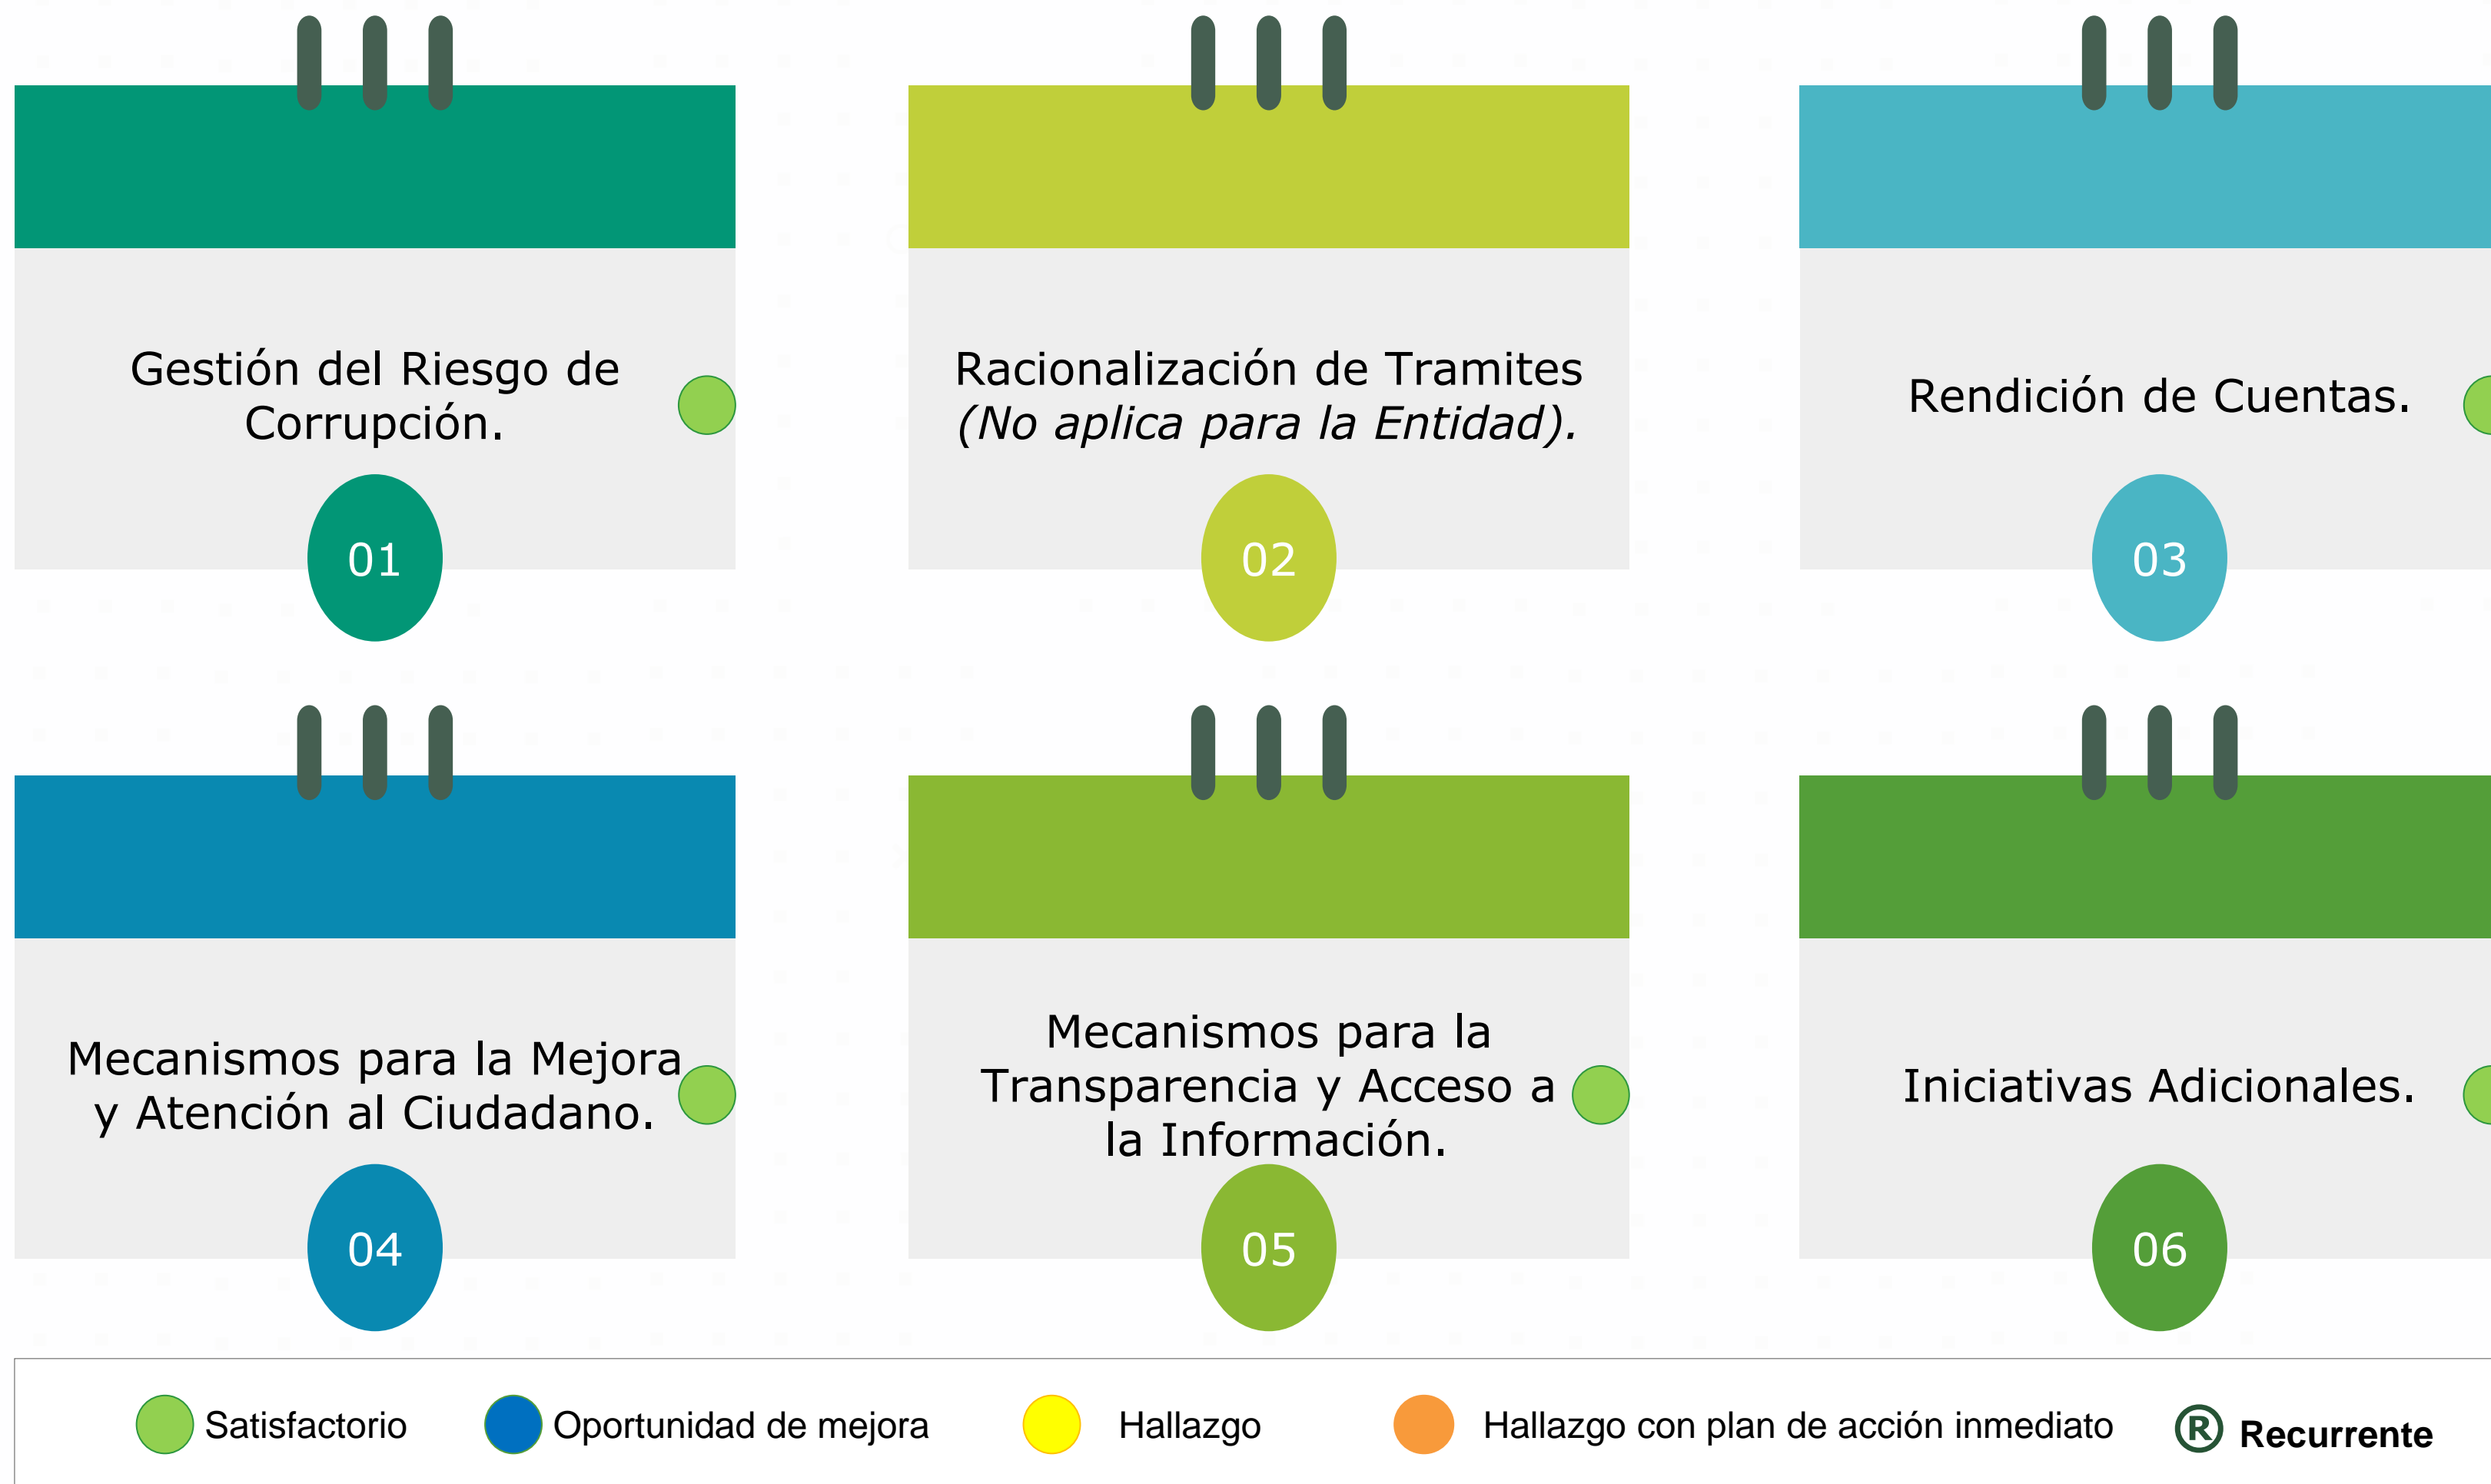 Gestión del Riesgo de
Corrupción.
01
Racionalización de Tramites
(No aplica para la Entidad).
02
Rendición de Cuentas.
03
Mecanismos para la Mejora
y Atención al Ciudadano.
04
Mecanismos para la
Transparencia y Acceso a
la Información.
05
Iniciativas Adicionales.
06
Satisfactorio
Oportunidad de mejora
Hallazgo
Hallazgo con plan de acción inmediato
® Recurrente